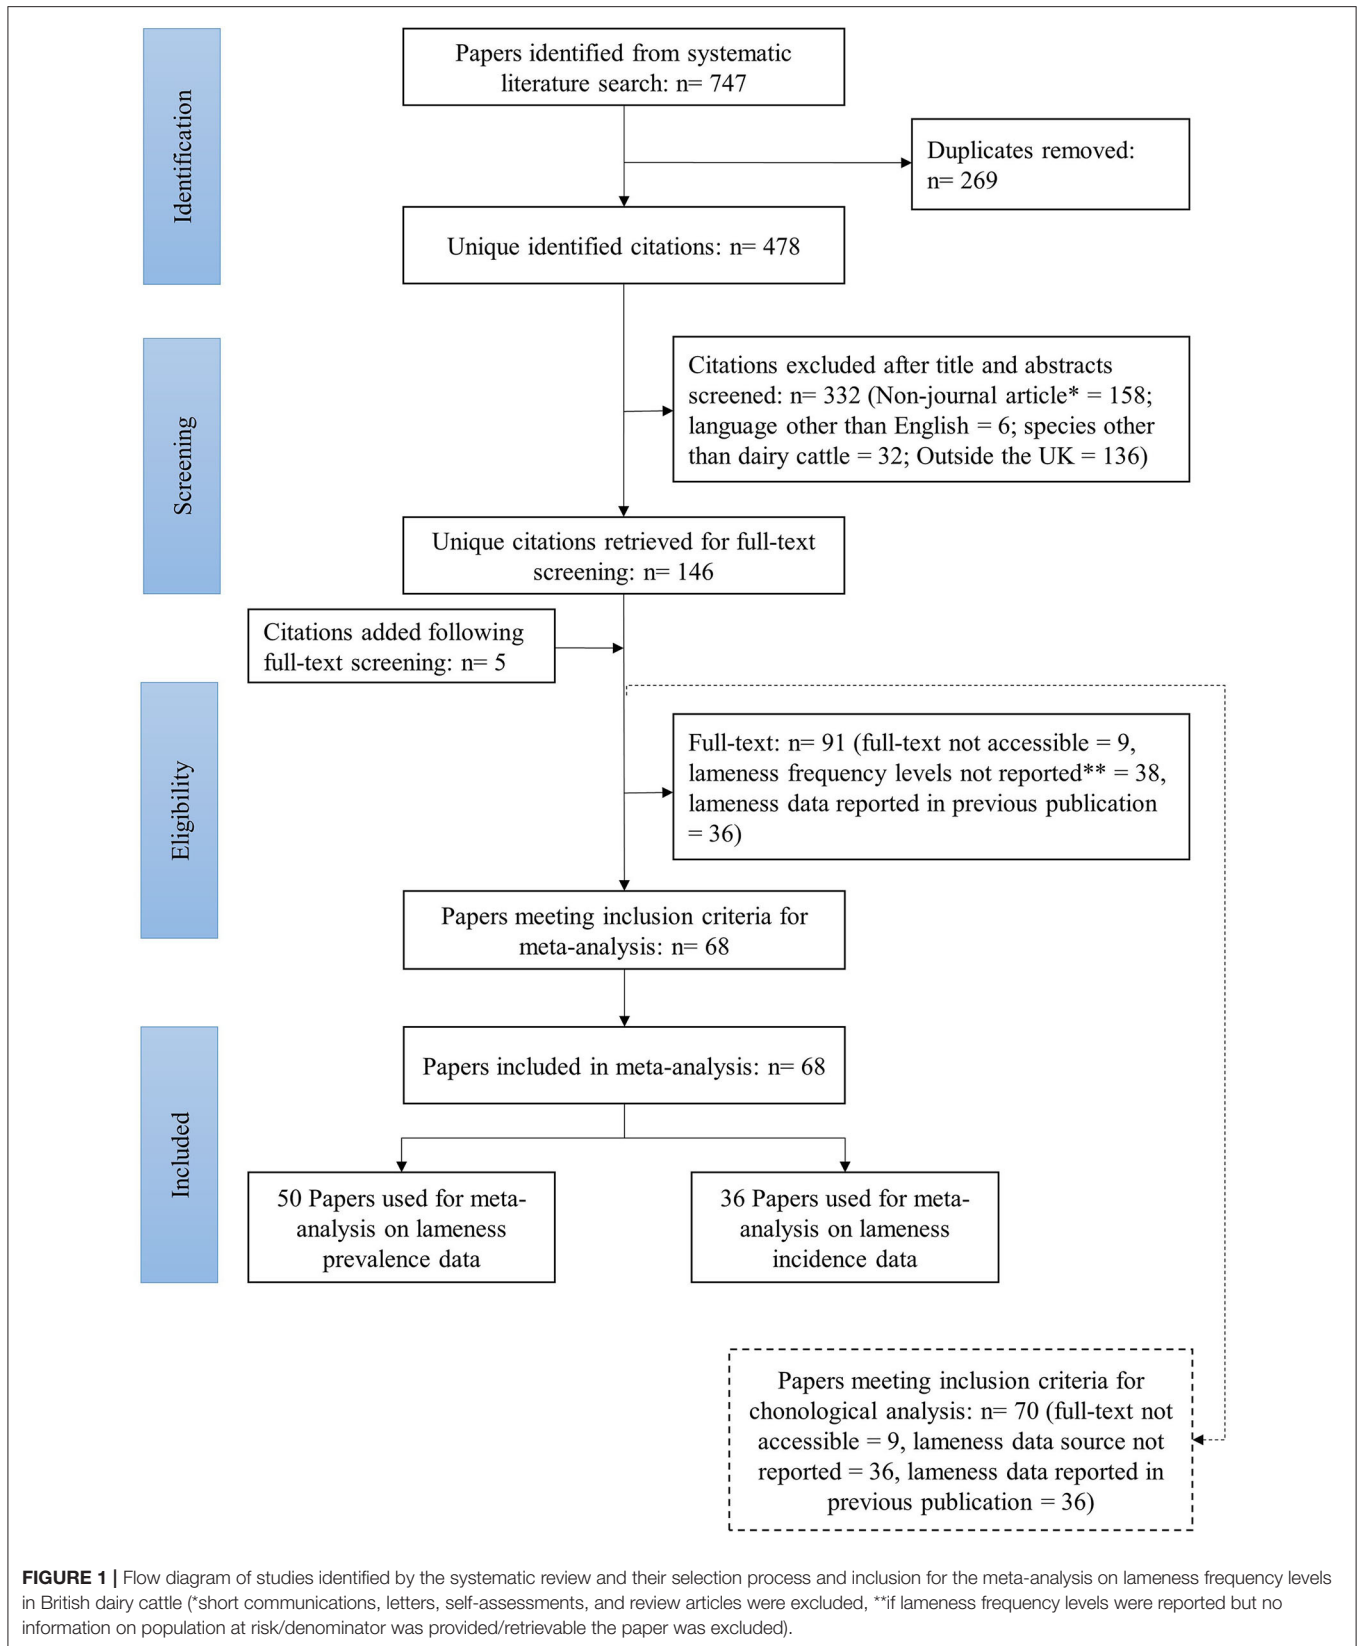 Identification
Papers identified from systematic
literature search: n= 747
Duplicates removed:
n= 269
Unique identified citations: n= 478
Screening
Citations excluded after title and abstracts
screened: n= 332 (Non-journal article* = 158;
language other than English = 6; species other
than dairy cattle = 32; Outside the UK = 136)
Unique citations retrieved for full-text
screening: n= 146
Citations added following
full-text screening: n= 5
Eligibility
Full-text: n= 91 (full-text not accessible = 9,
lameness frequency levels not reported** = 38,
lameness data reported in previous publication
= 36)
Papers meeting inclusion criteria for
meta-analysis: n= 68
Included
Papers included in meta-analysis: n= 68
50 Papers used for meta-
analysis on lameness
prevalence data
36 Papers used for meta-
analysis on lameness
incidence data
Papers meeting inclusion criteria for
chonological analysis: n= 70 (full-text not
accessible = 9, lameness data source not
reported = 36, lameness data reported in
previous publication = 36)
FIGURE 1 | Flow diagram of studies identified by the systematic review and their selection process and inclusion for the meta-analysis on lameness frequency levels
in British dairy cattle (*short communications, letters, self-assessments, and review articles were excluded, **if lameness frequency levels were reported but no
information on population at risk/denominator was provided/retrievable the paper was excluded).